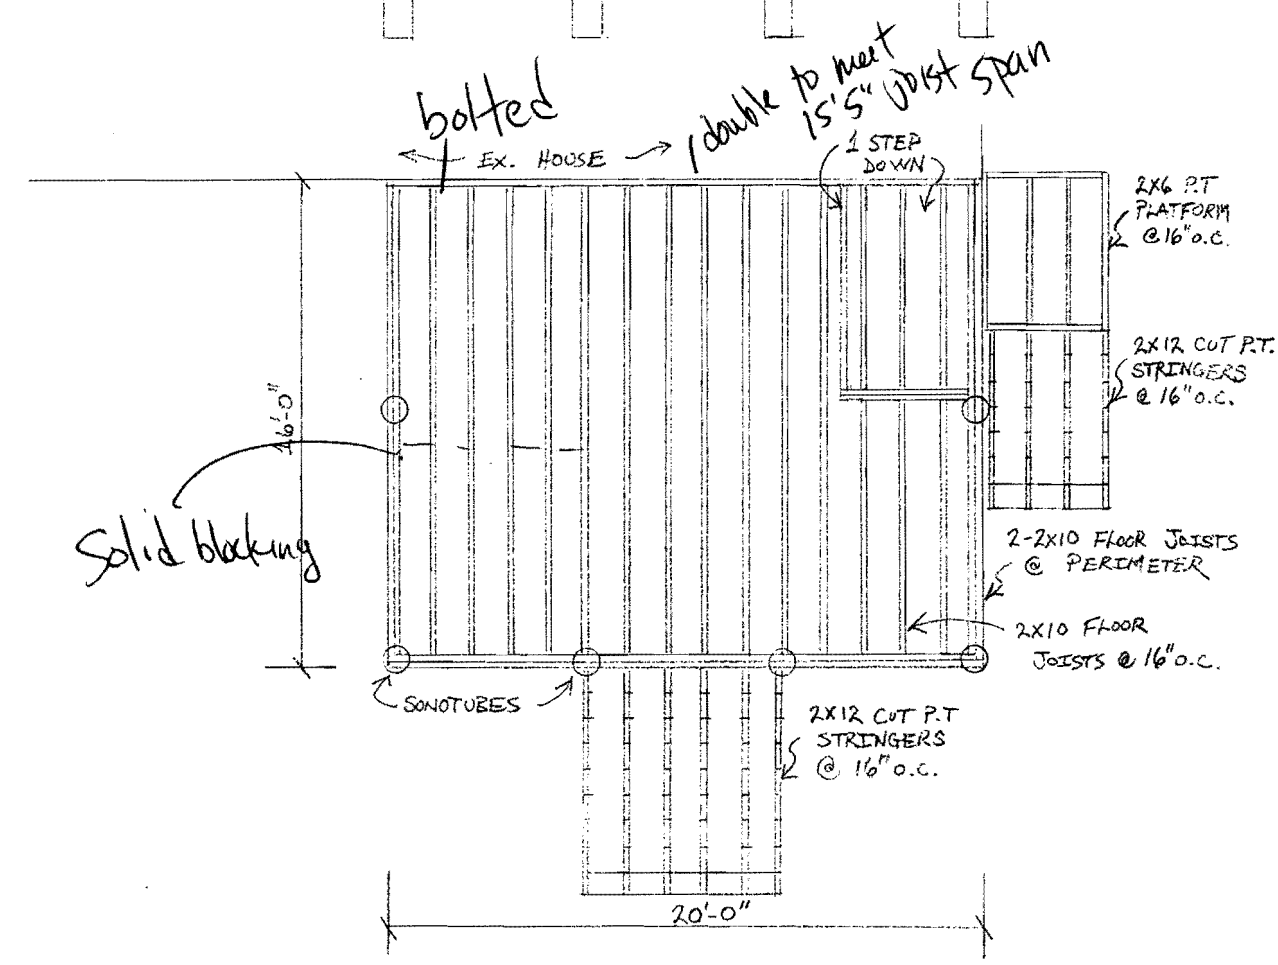 double to meet
15'5" joist span
bolted
EX. HOUSE
1 STEP
DOWN
2X6 P.T
PLATFORM
@ 16" o.c.
2X12 CUT P.T.
STRINGERS
@ 16" o.c.
16'-0"
Solid blocking
2-2X10 FLOOR JOISTS
@ PERIMETER
2X10 FLOOR
JOISTS @ 16" o.c.
SONOTUBES
2X12 CUT P.T
STRINGERS
@ 16" o.c.
20'-0"